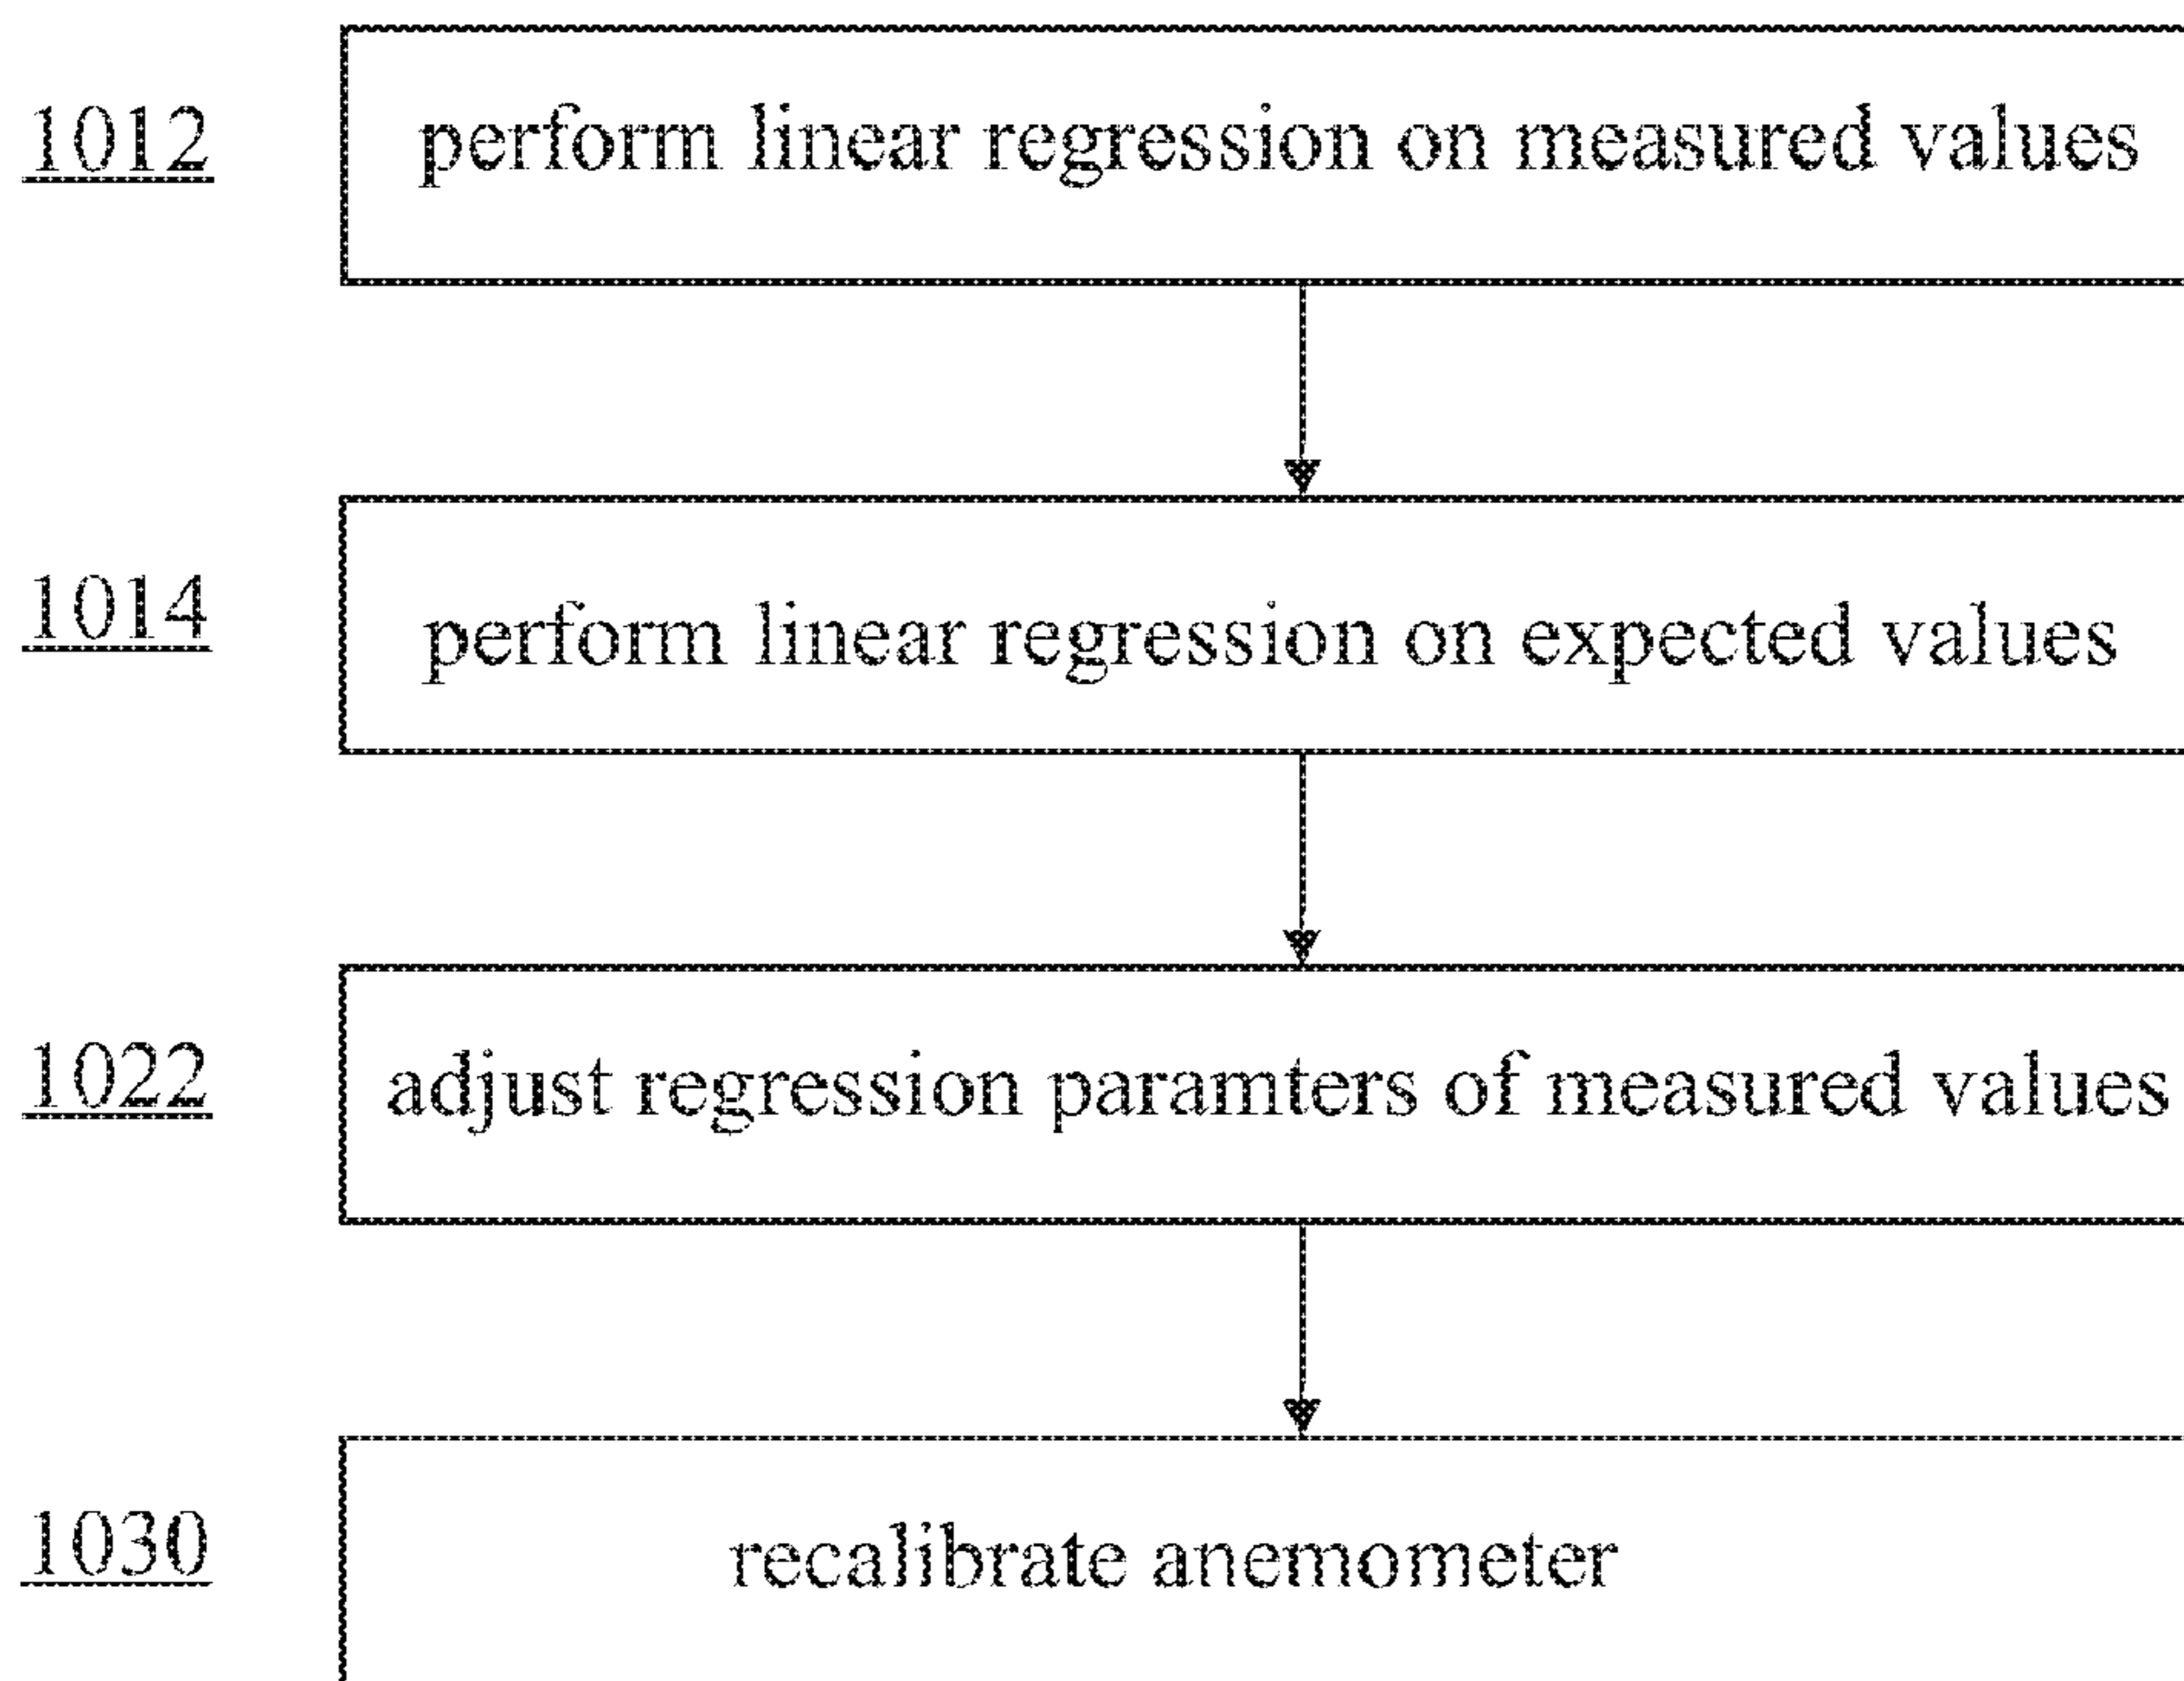 1012 perform linear regression on measured values
1014 perform linear regression on expected values
1022 adjust regression paramters of measured values
1030 recalibrate anemometer